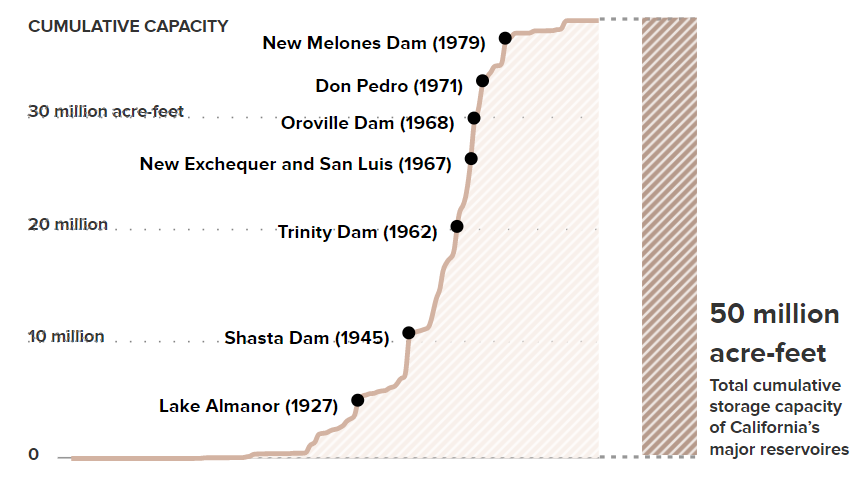 CUMULATIVE CAPACITY
New Melones Dam (1979)
Don Pedro (1971)
30 million acre-feet
Oroville Dam (1968)
New Exchequer and San Luis (1967)
20 million
Trinity Dam (1962)
10 million
Shasta Dam (1945)
Lake Almanor (1927)
0
50 million
acre-feet
Total cumulative
storage capacity
of California's
major reservoires